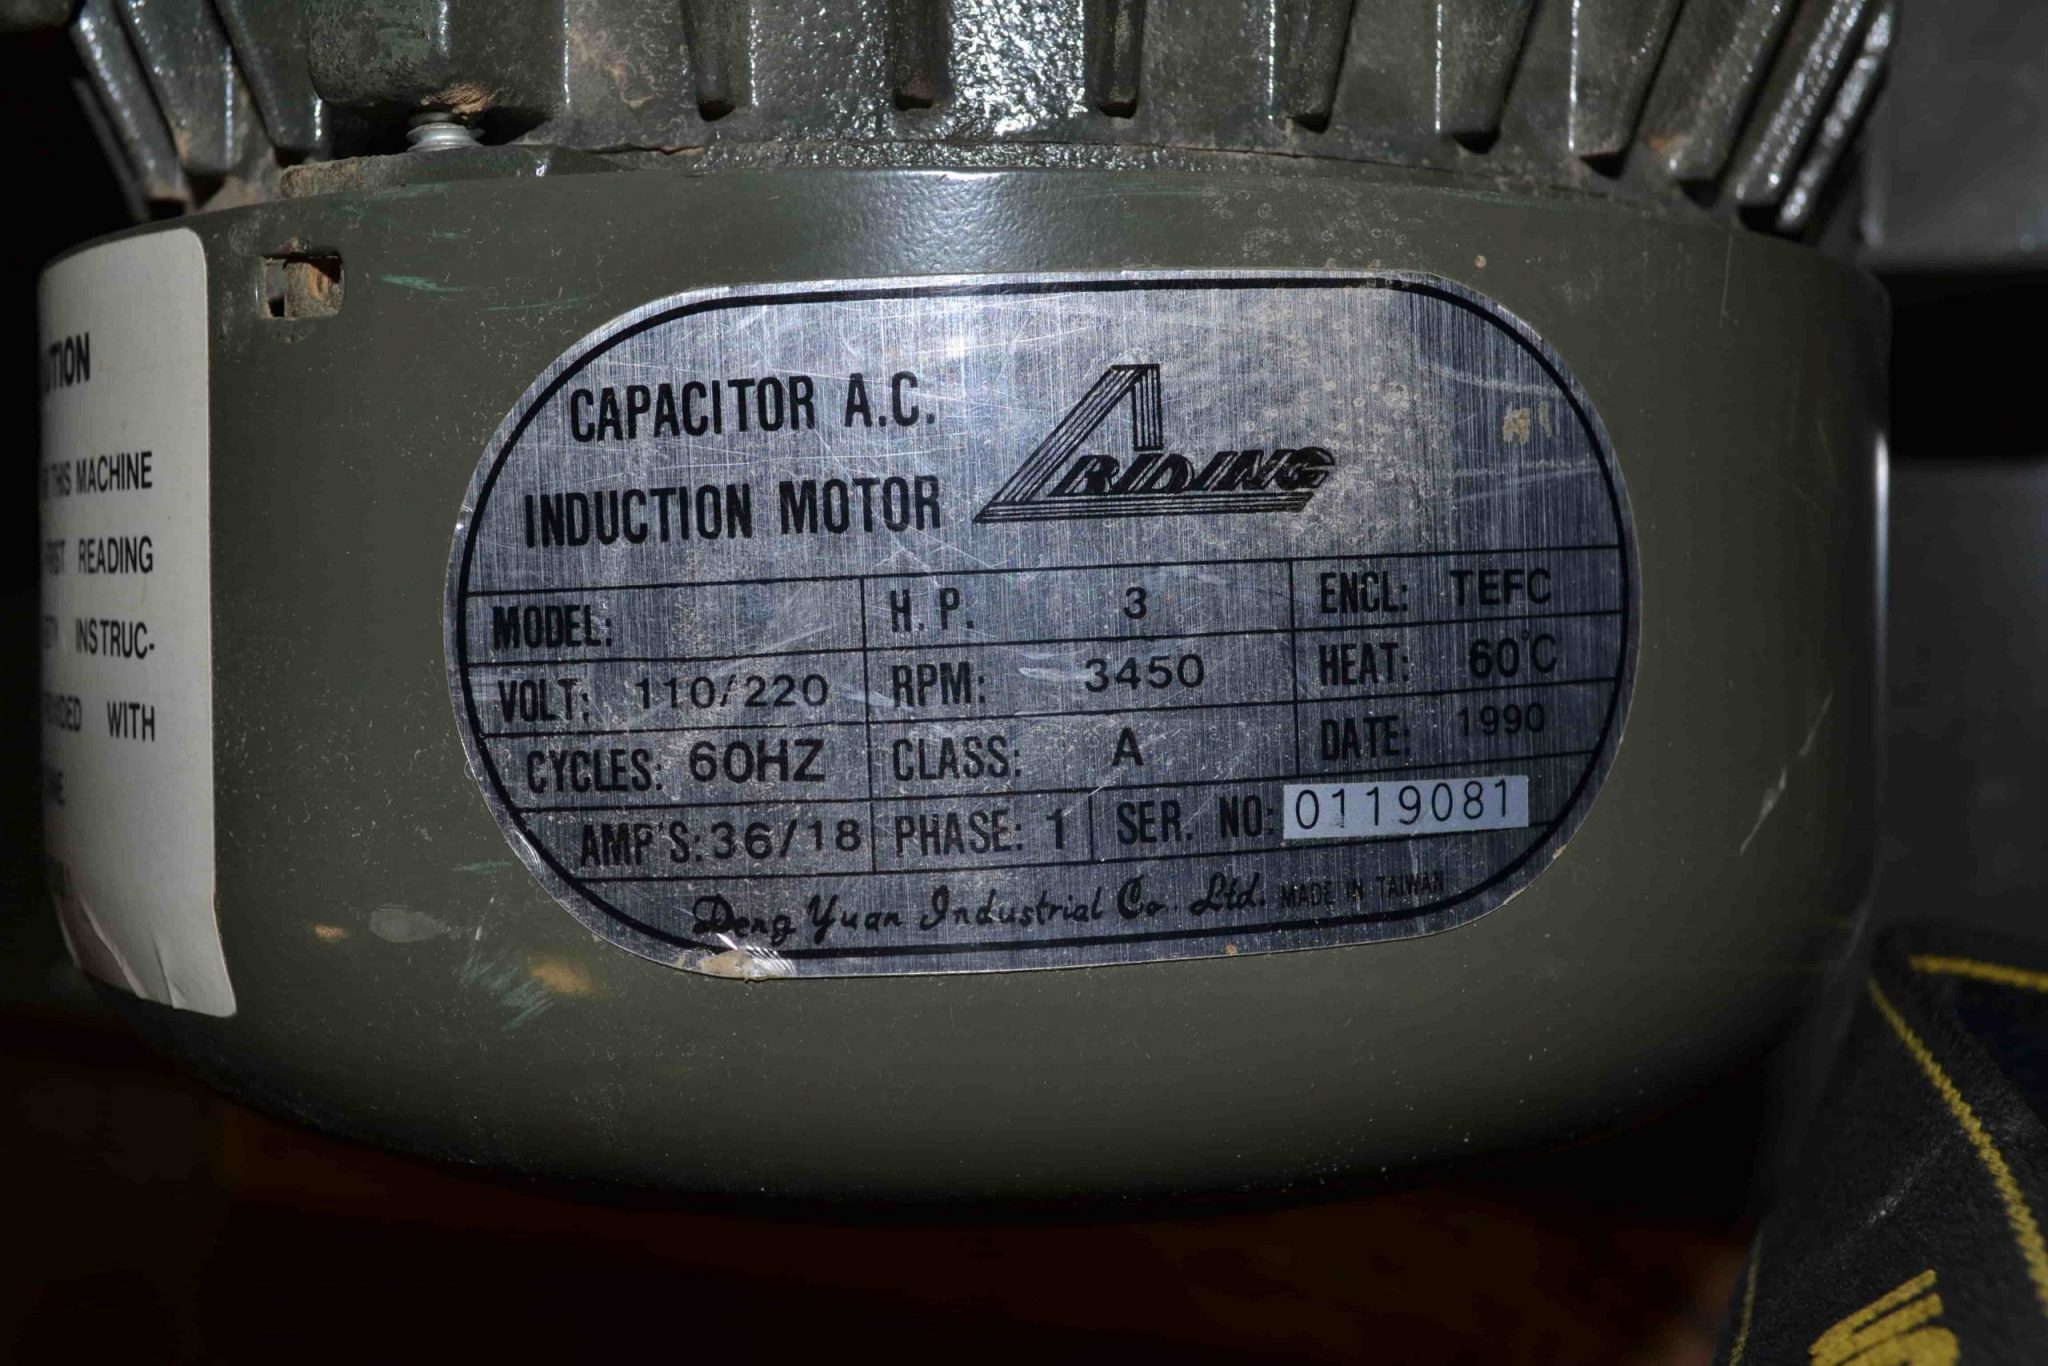 CAPACITOR A.C.
INDUCTION MOTOR
RIDING
MODEL: H. P. 3 ENCL: TEFC
VOLT: 110/220 RPM: 3450 HEAT: 60°C
CYCLES: 60HZ CLASS: A DATE: 1990
AMP'S: 36/18 PHASE: 1 SER. NO: 0119081
Deng Yuan Industrial Co. Ltd. MADE IN TAIWAN
THIS MACHINE
READING
INSTRUC-
WITH